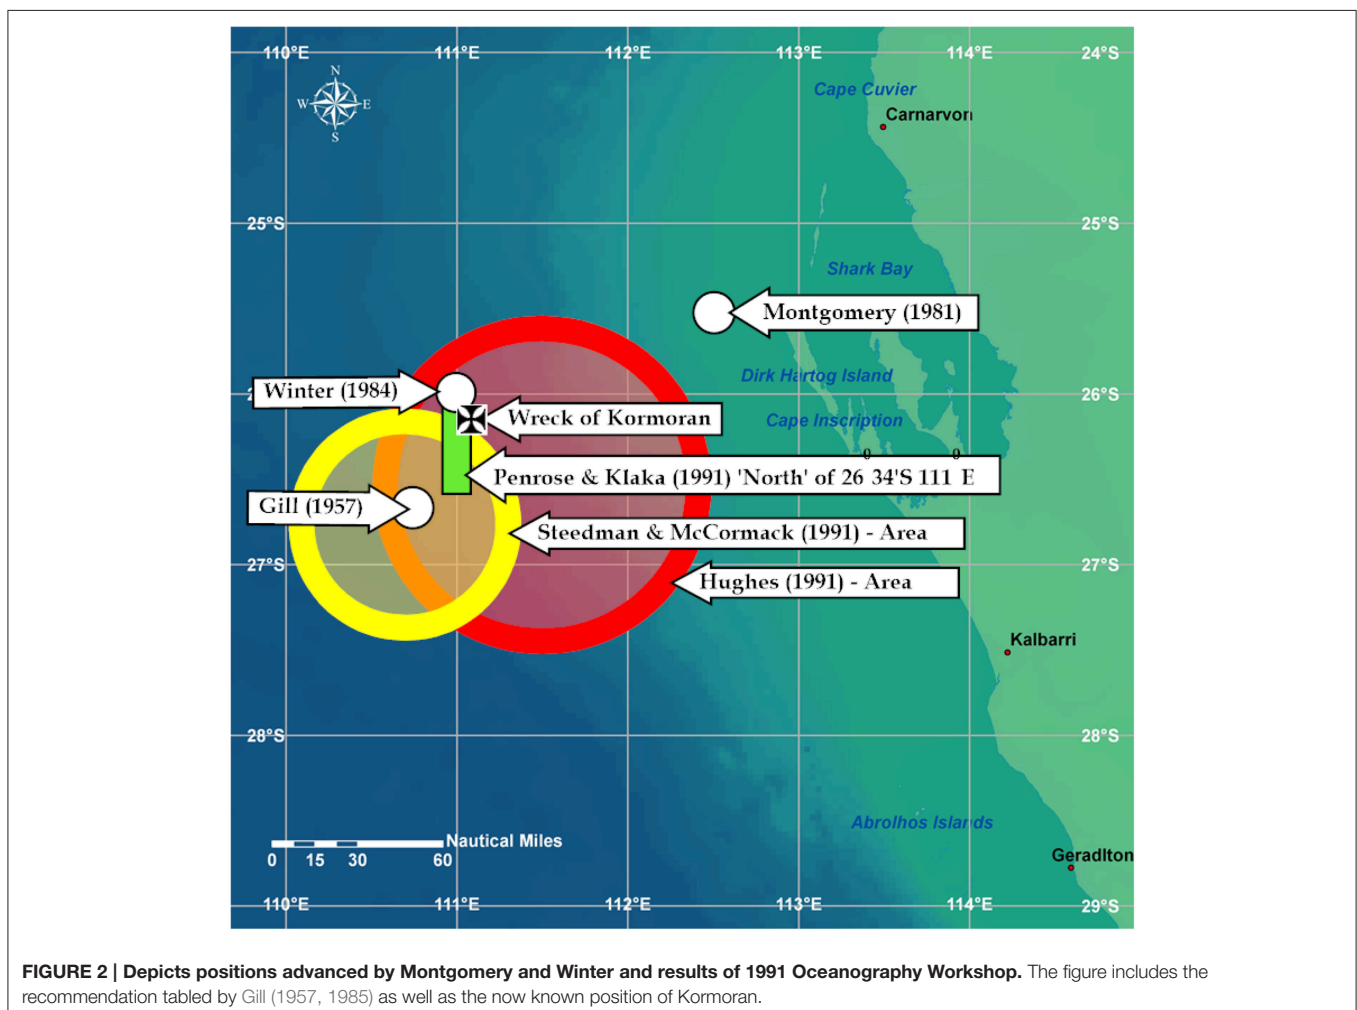 110°E 111°E 112°E 113°E 114°E 24°S
N
W E
S
Cape Cuvier
Carnarvon
25°S 25°S
Shark Bay
Montgomery (1981)
Dirk Hartog Island
Winter (1984)
26°S
Wreck of Kormoran
Cape Inscription
0 0
Penrose & Klaka (1991) 'North' of 26 34'S 111 E
Gill (1957)
Steedman & McCormack (1991) - Area
27°S 27°S
Hughes (1991) - Area
Kalbarri
28°S 28°S
Abrolhos Islands
Nautical Miles
0 15 30 60
Geradlton
110°E 111°E 112°E 113°E 114°E 29°S
FIGURE 2 | Depicts positions advanced by Montgomery and Winter and results of 1991 Oceanography Workshop. The figure includes the
recommendation tabled by Gill (1957, 1985) as well as the now known position of Kormoran.